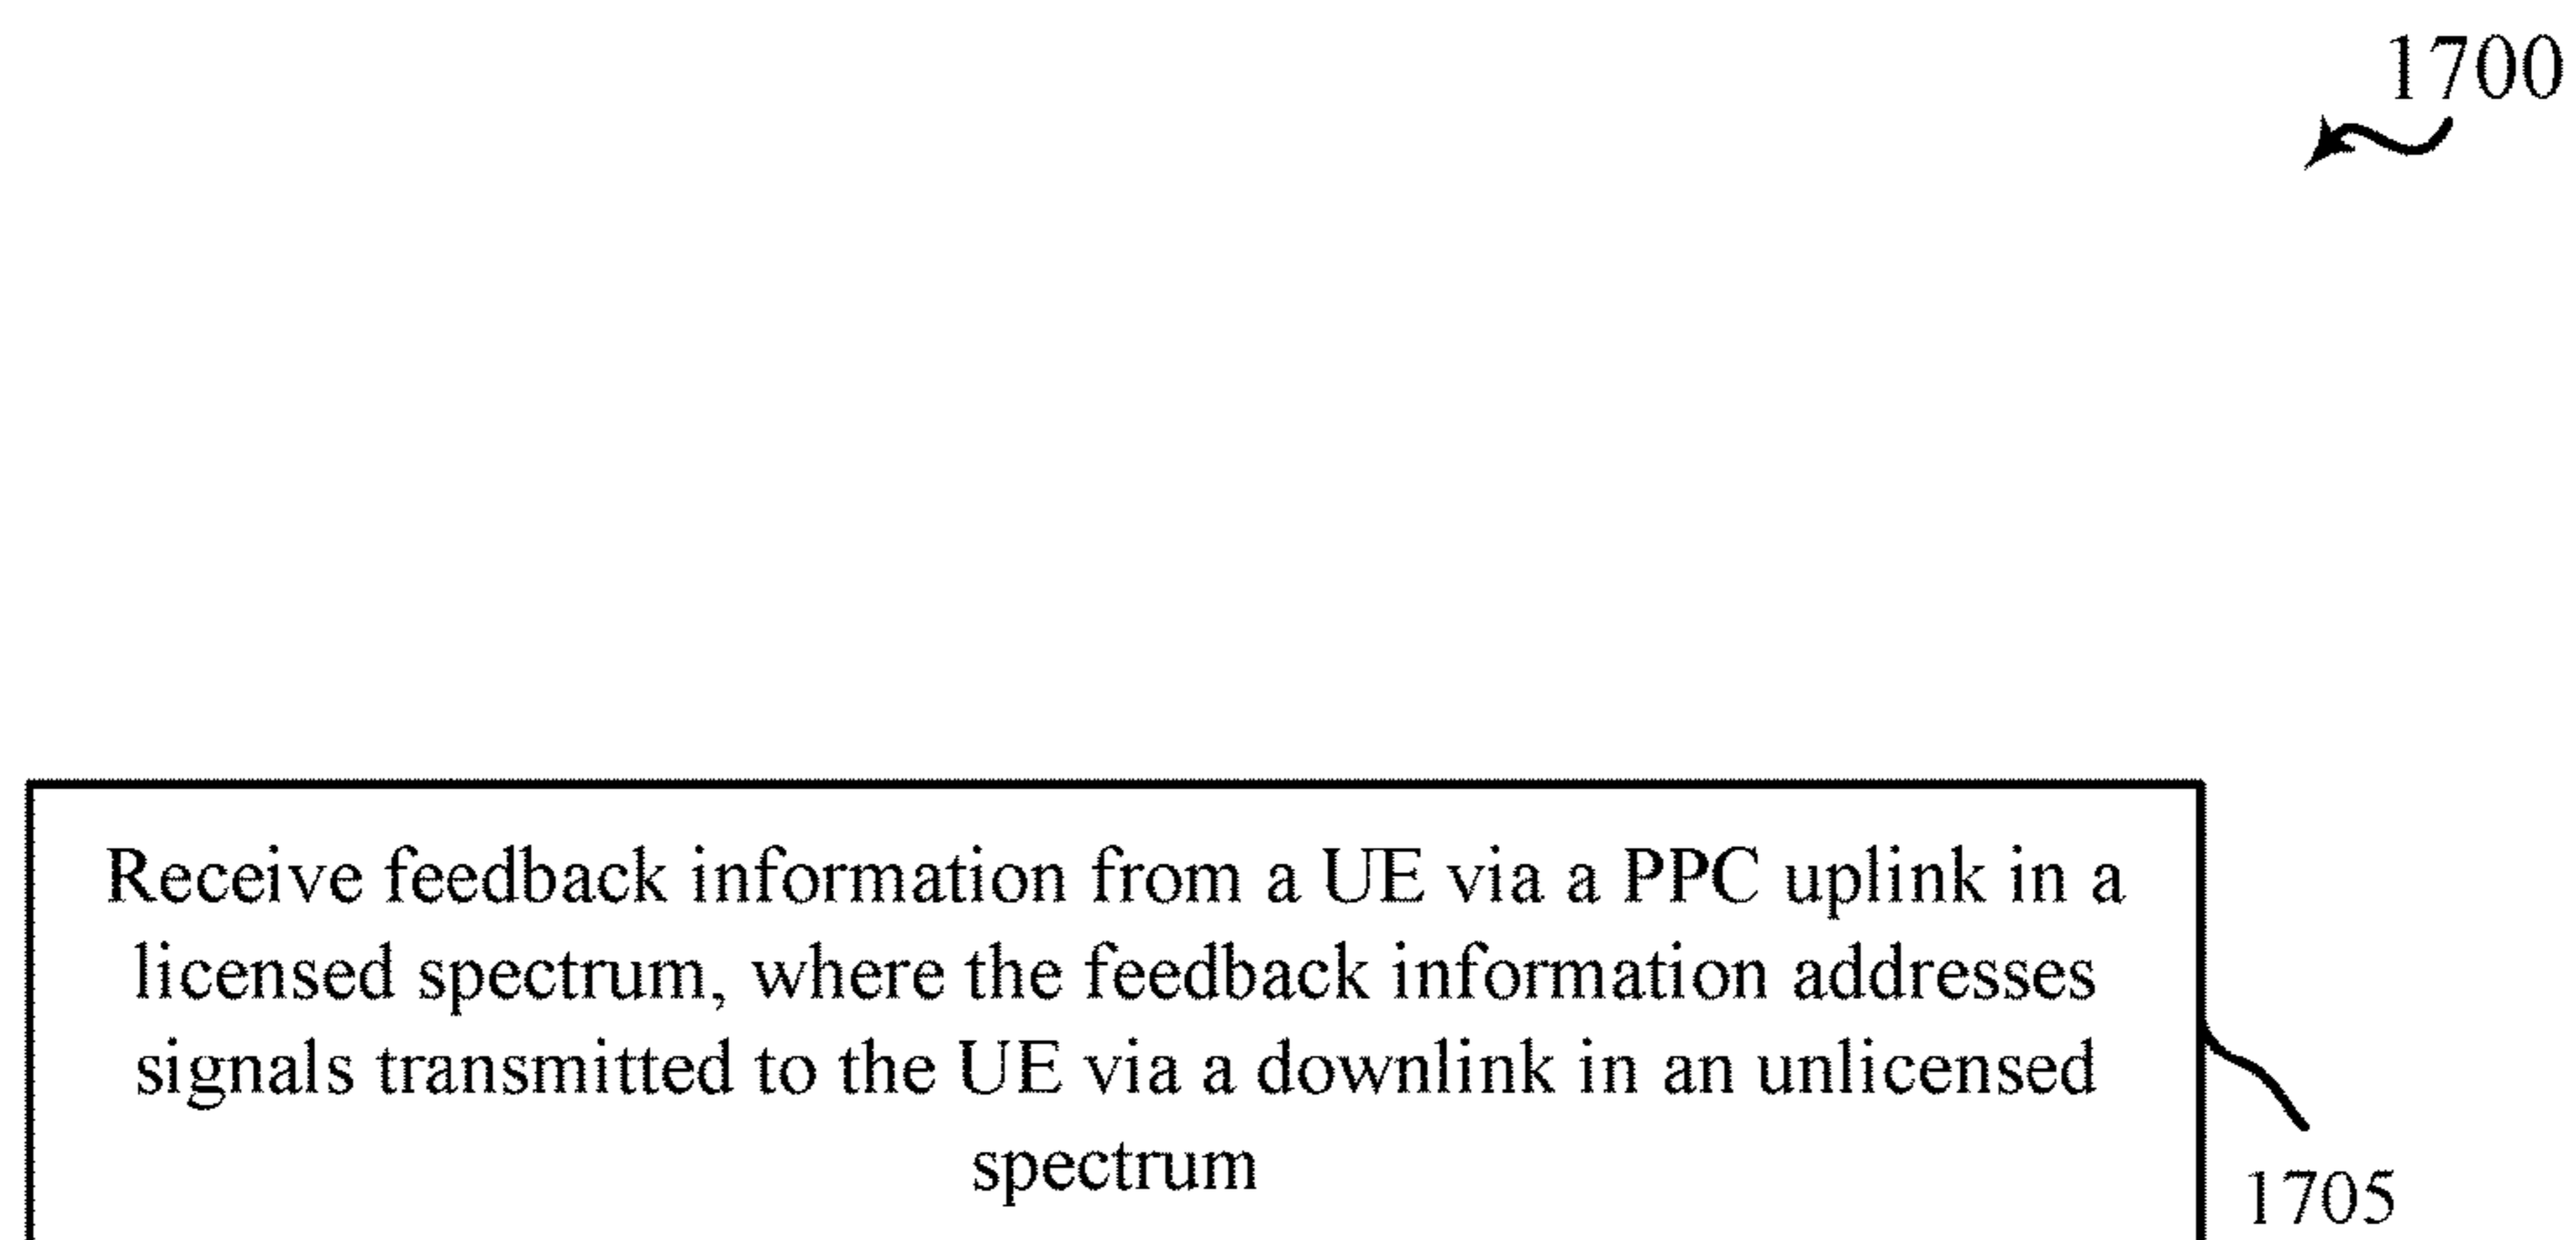 1700
Receive feedback information from a UE via a PPC uplink in a
licensed spectrum, where the feedback information addresses
signals transmitted to the UE via a downlink in an unlicensed
spectrum
1705